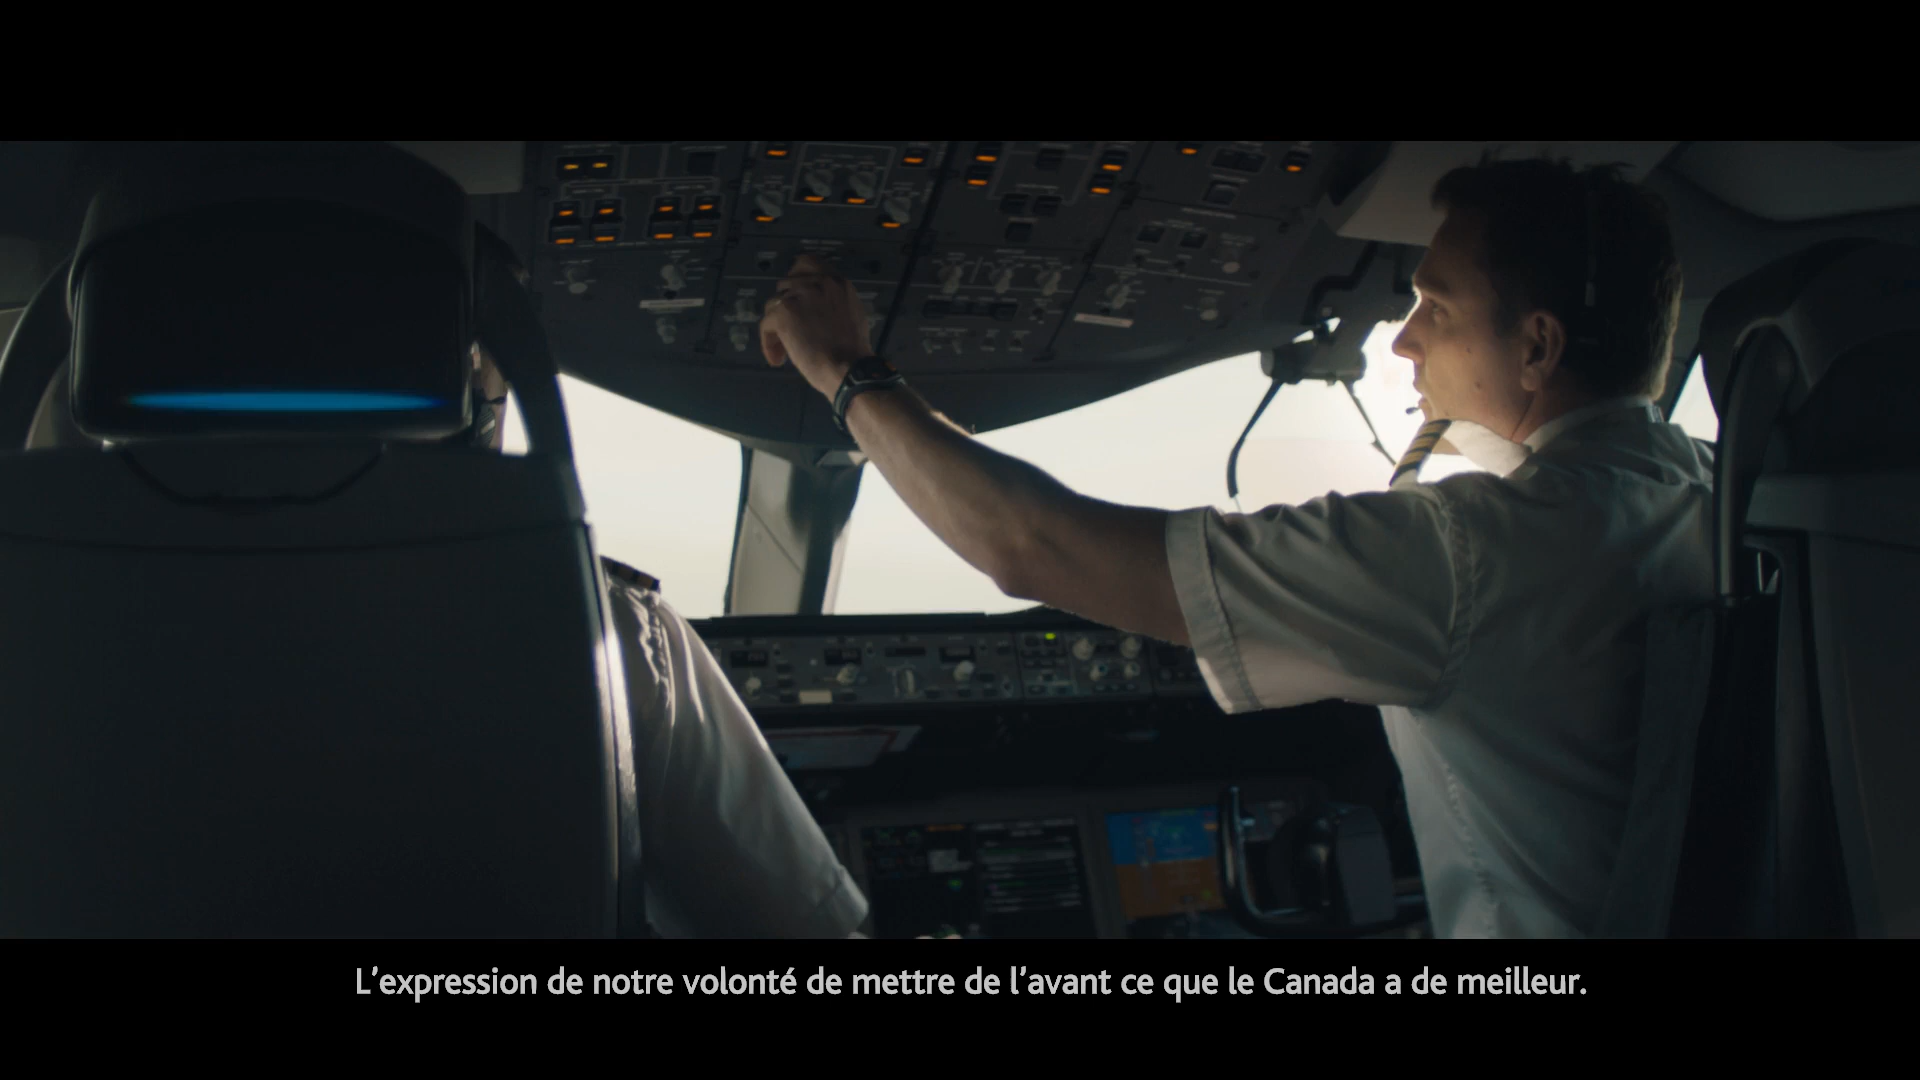 L’expression de notre volonté de mettre de l’avant ce que le Canada a de meilleur.